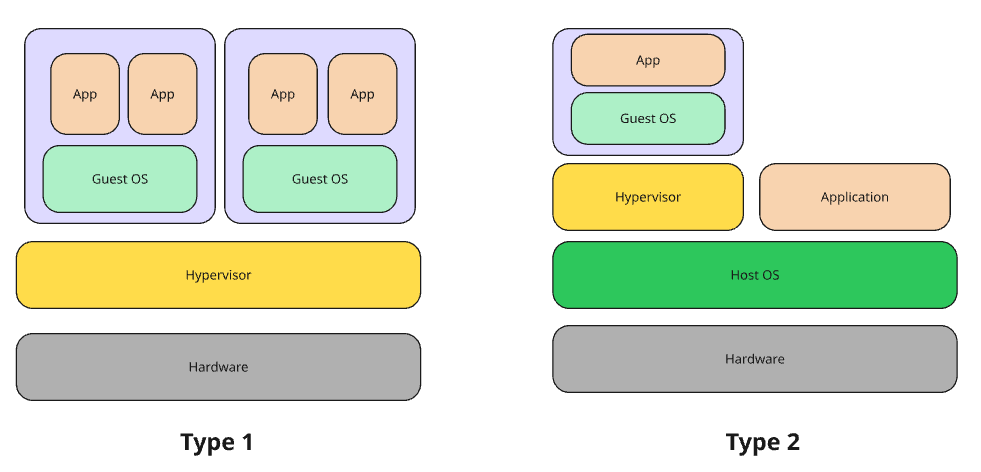 App
App
Guest OS
App
App
Guest OS
Hypervisor
Hardware
Type 1
App
Guest OS
Hypervisor
Application
Host OS
Hardware
Type 2